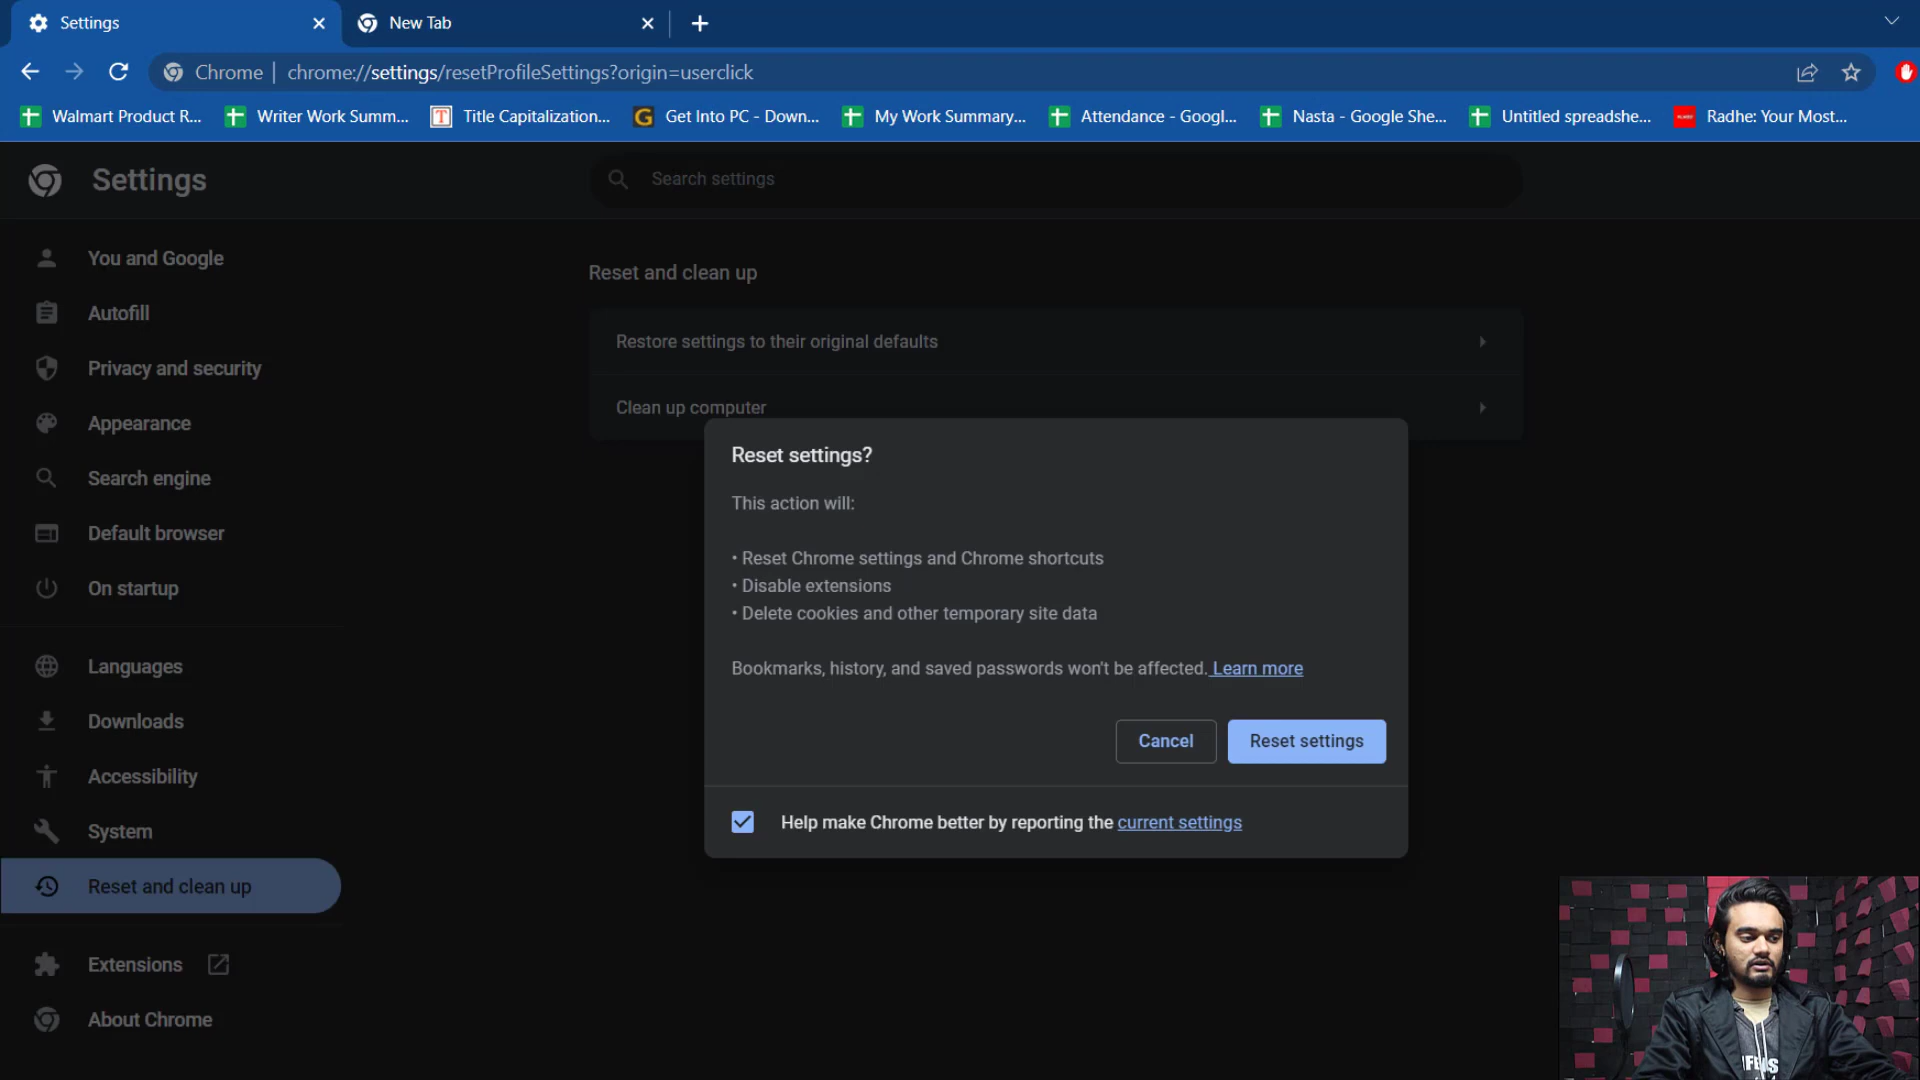 Settings
New Tab
Chrome
chrome://settings/resetProfileSettings?origin=userclick
Walmart Product R...
Writer Work Summ...
Title Capitalization...
Get Into PC - Down...
My Work Summary...
Attendance - Googl...
Nasta - Google She...
Untitled spreadshe...
Radhe: Your Most...
Settings
Search settings
You and Google
Autofill
Privacy and security
Appearance
Search engine
Default browser
On startup
Languages
Downloads
Accessibility
System
Reset and clean up
Extensions
About Chrome
Reset and clean up
Restore settings to their original defaults
Clean up computer
Reset settings?
This action will:
• Reset Chrome settings and Chrome shortcuts
• Disable extensions
• Delete cookies and other temporary site data
Bookmarks, history, and saved passwords won't be affected. Learn more
Cancel
Reset settings
Help make Chrome better by reporting the current settings